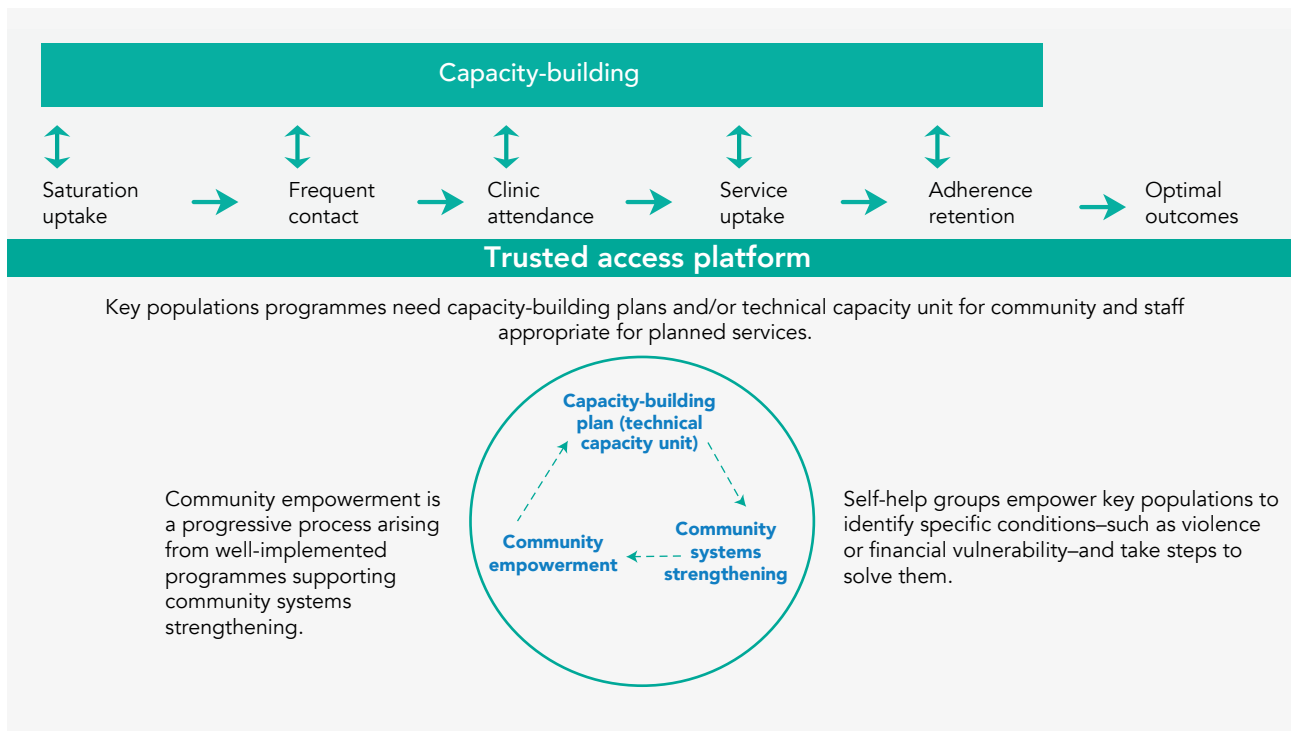 Capacity-building
Saturation
uptake
Frequent
contact
Clinic
attendance
Service
uptake
Adherence
retention
Optimal
outcomes
Trusted access platform
Key populations programmes need capacity-building plans and/or technical capacity unit for community and staff
appropriate for planned services.
Capacity-building
plan (technical
capacity unit)
Community empowerment is
a progressive process arising
from well-implemented
programmes supporting
community systems
strengthening.
Community
empowerment
Community
systems
strengthening
Self-help groups empower key populations to
identify specific conditions–such as violence
or financial vulnerability–and take steps to
solve them.